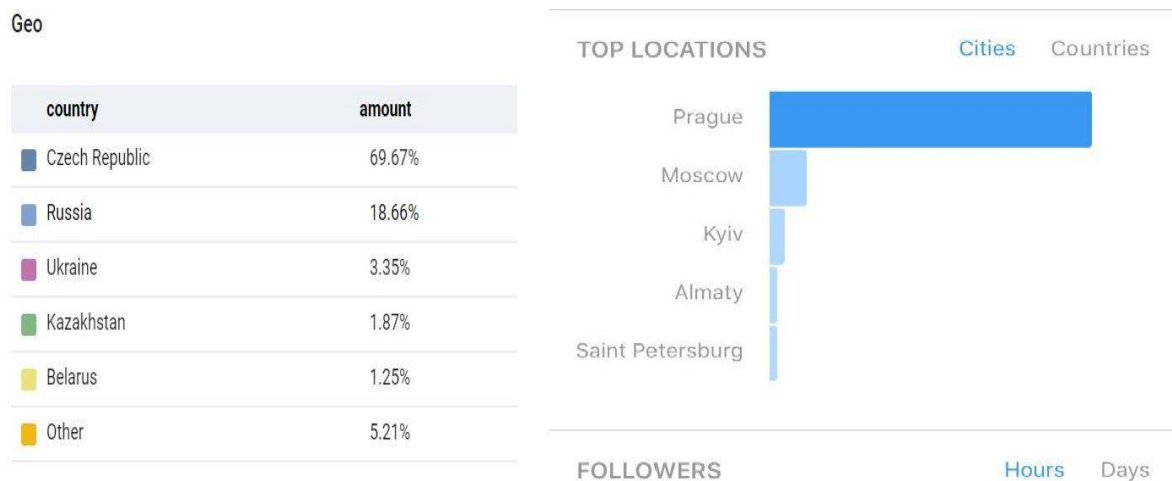 Geo
country amount
Czech Republic 69.67%
Russia 18.66%
Ukraine 3.35%
Kazakhstan 1.87%
Belarus 1.25%
Other 5.21%
TOP LOCATIONS Cities Countries
Prague
Moscow
Kyiv
Almaty
Saint Petersburg
FOLLOWERS Hours Days